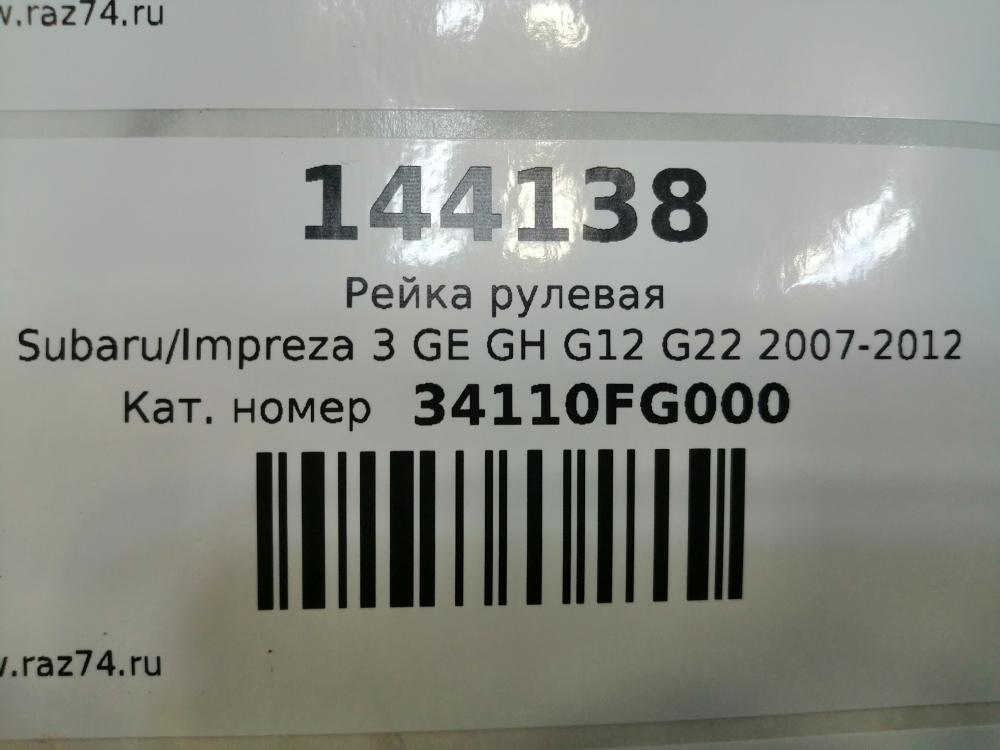 w.raz74.ru
144138
Рейка рулевая
Subaru/Impreza 3 GE GH G12 G22 2007-2012
Кат. номер 34110FG000
w.raz74.ru